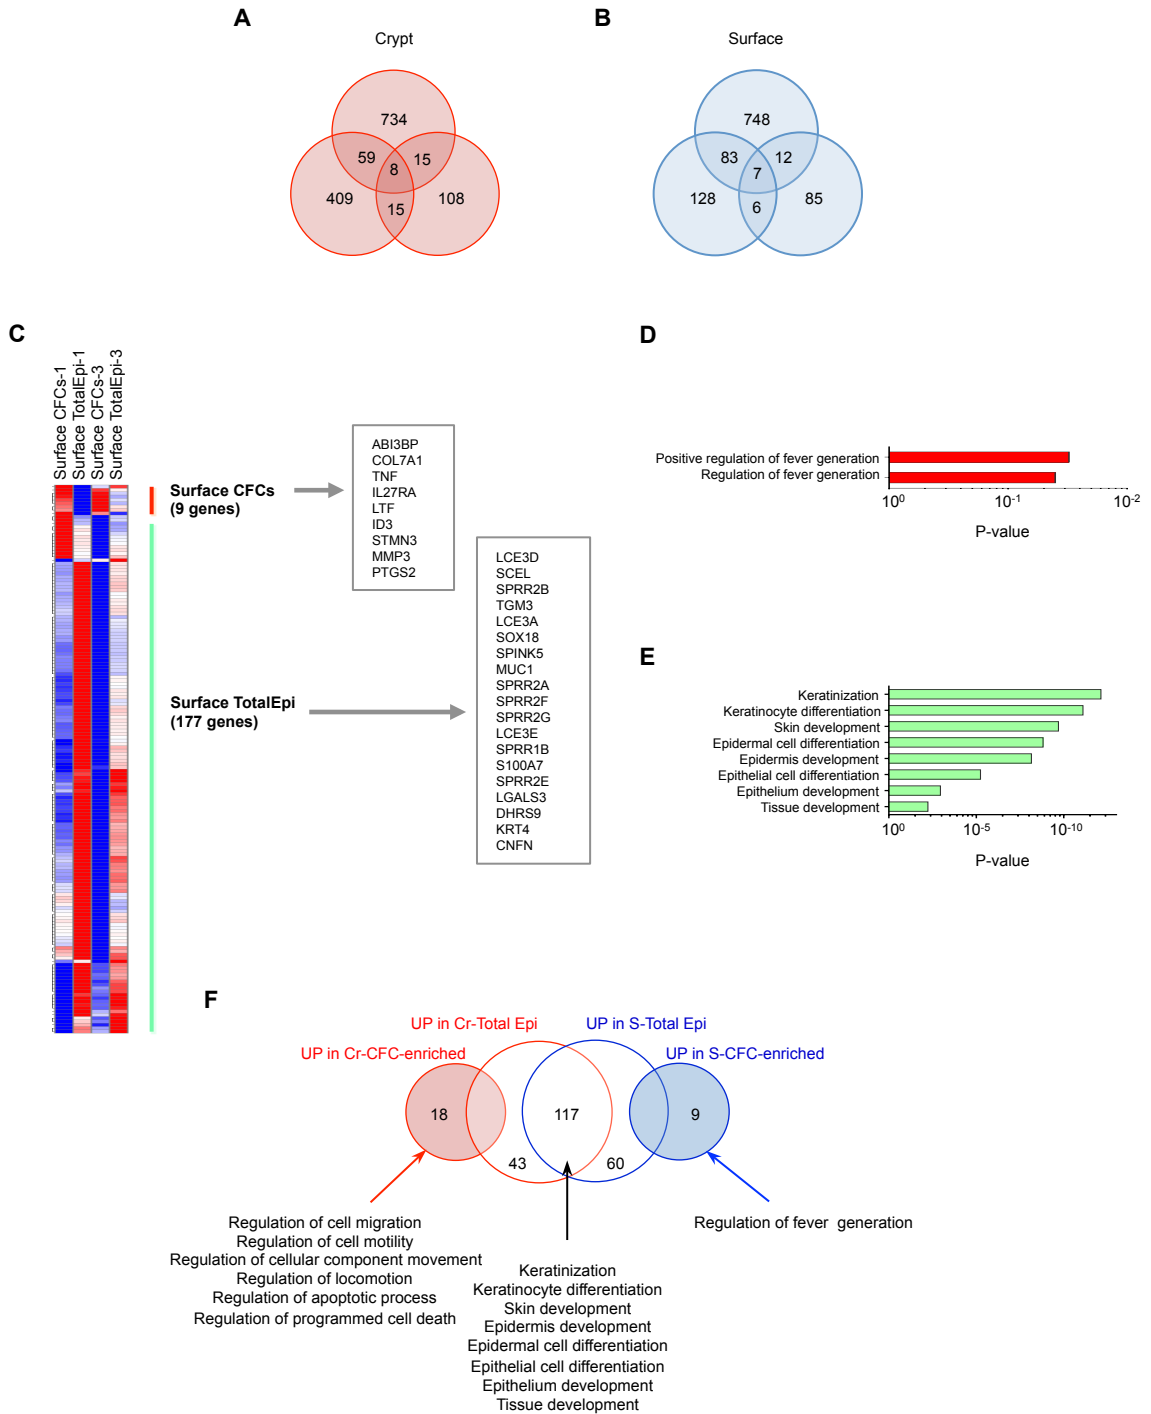 A
Crypt
734
59
15
8
409
15
108
B
Surface
748
83
12
7
128
6
85
C
Surface CFCs-1
Surface TotalEpi-1
Surface CFCs-3
Surface TotalEpi-3
Surface CFCs
(9 genes)
ABI3BP
COL7A1
TNF
IL27RA
LTF
ID3
STMN3
MMP3
PTGS2
Surface TotalEpi
(177 genes)
LCE3D
SCEL
SPRR2B
TGM3
LCE3A
SOX18
SPINK5
MUC1
SPRR2A
SPRR2F
SPRR2G
LCE3E
SPRR1B
S100A7
SPRR2E
LGALS3
DHRS9
KRT4
CNFN
D
Positive regulation of fever generation
Regulation of fever generation
10^0 10^-1 10^-2
P-value
E
Keratinization
Keratinocyte differentiation
Skin development
Epidermal cell differentiation
Epidermis development
Epithelial cell differentiation
Epithelium development
Tissue development
10^0 10^-5 10^-10
P-value
F
UP in Cr-Total Epi
UP in S-Total Epi
UP in Cr-CFC-enriched
UP in S-CFC-enriched
18
117
9
43
60
Regulation of cell migration
Regulation of cell motility
Regulation of cellular component movement
Regulation of locomotion
Regulation of apoptotic process
Regulation of programmed cell death
Keratinization
Keratinocyte differentiation
Skin development
Epidermis development
Epidermal cell differentiation
Epithelial cell differentiation
Epithelium development
Tissue development
Regulation of fever generation